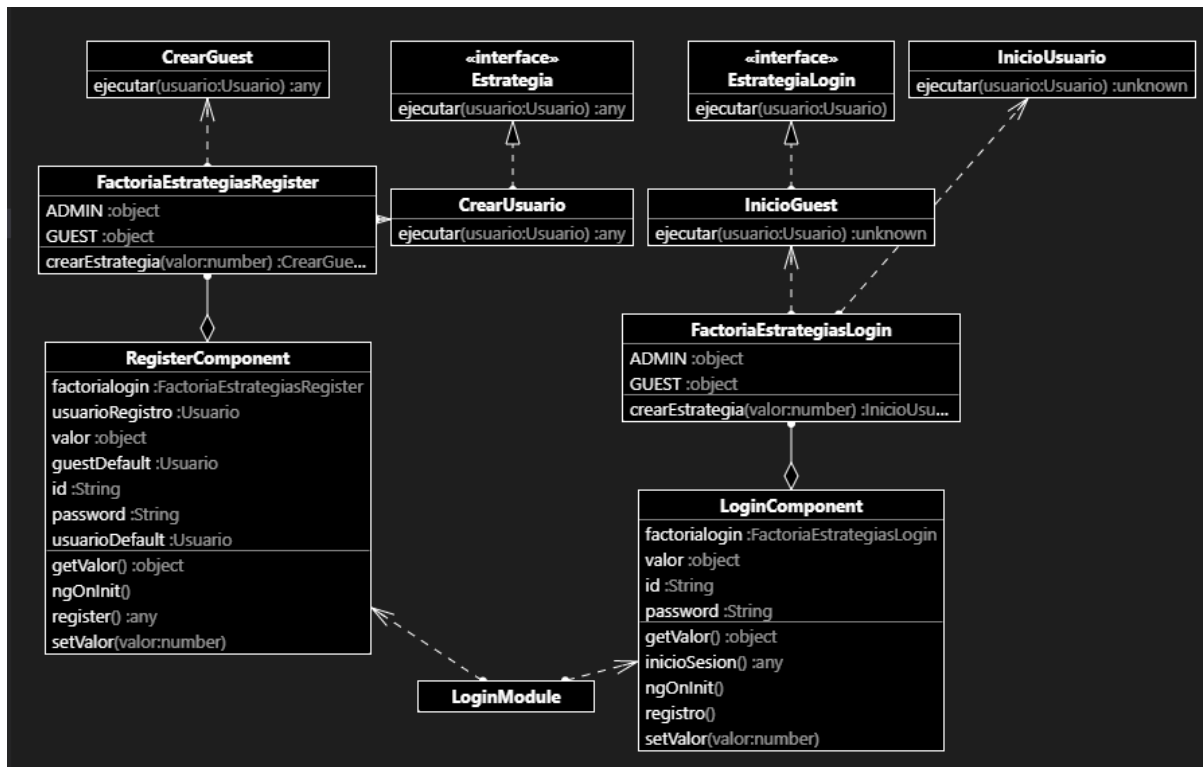 CrearGuest
ejecutar(usuario:Usuario) :any
«interface»
Estrategia
ejecutar(usuario:Usuario) :any
«interface»
EstrategiaLogin
ejecutar(usuario:Usuario)
InicioUsuario
ejecutar(usuario:Usuario) :unknown
FactoriaEstrategiasRegister
ADMIN :object
GUEST :object
crearEstrategia(valor:number) :CrearGue...
CrearUsuario
ejecutar(usuario:Usuario) :any
InicioGuest
ejecutar(usuario:Usuario) :unknown
FactoriaEstrategiasLogin
ADMIN :object
GUEST :object
crearEstrategia(valor:number) :InicioUsu...
RegisterComponent
factorialogin :FactoriaEstrategiasRegister
usuarioRegistro :Usuario
valor :object
guestDefault :Usuario
id :String
password :String
usuarioDefault :Usuario
getValor() :object
ngOnInit()
register() :any
setValor(valor:number)
LoginComponent
factorialogin :FactoriaEstrategiasLogin
valor :object
id :String
password :String
getValor() :object
inicioSesion() :any
ngOnInit()
registro()
setValor(valor:number)
LoginModule